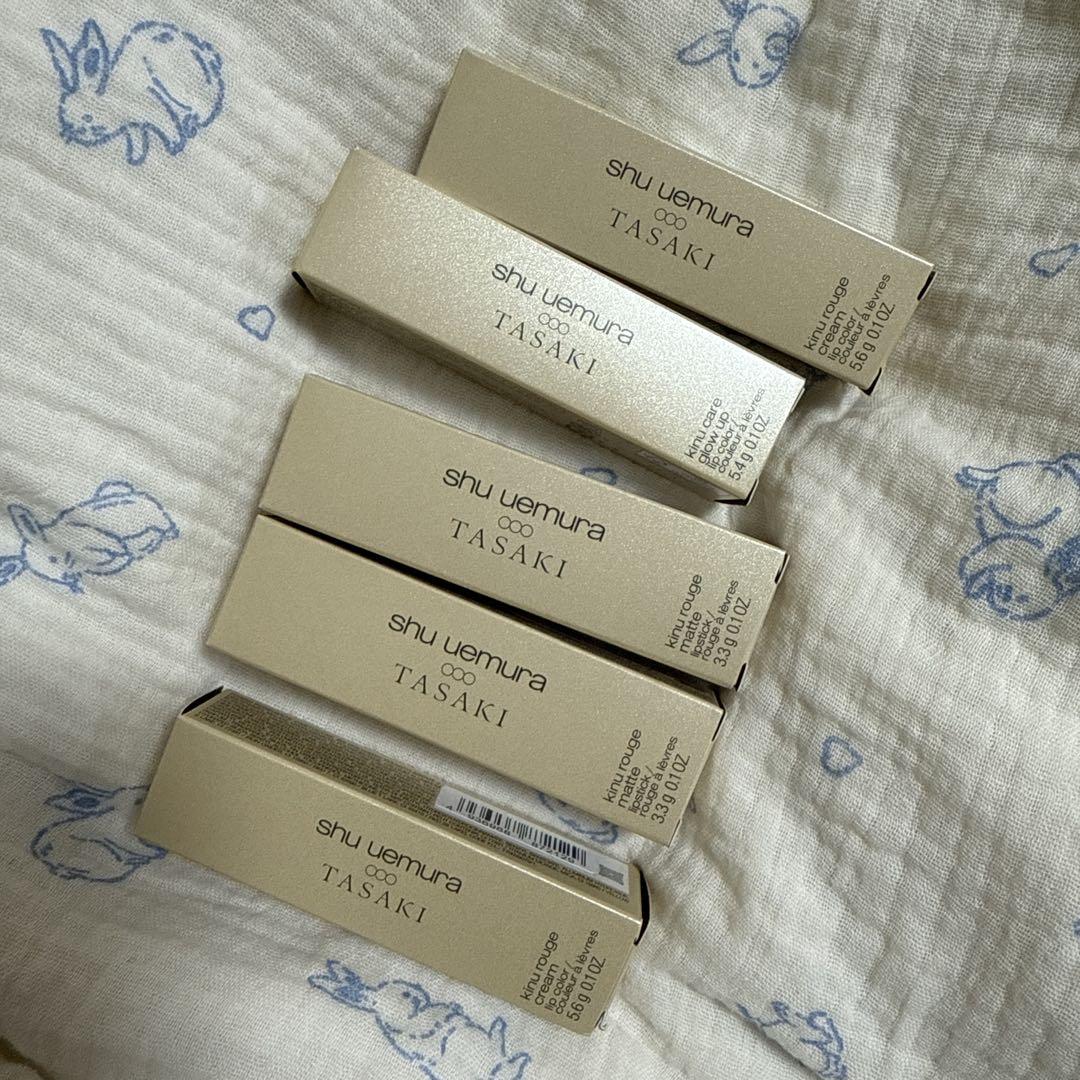 shu uemura
TASAKI
kinu rouge
cream
lip color/
couleur à lèvres
5.6 g 0.1 OZ
shu uemura
TASAKI
kinu care
glow up
lip color/
couleur à lèvres
5.4 g 0.1 OZ
shu uemura
TASAKI
kinu rouge
matte
lipstick/
rouge à lèvres
3.3 g 0.1 OZ
shu uemura
TASAKI
kinu rouge
matte
lipstick/
rouge à lèvres
3.3 g 0.1 OZ
shu uemura
TASAKI
kinu rouge
cream
lip color/
couleur à lèvres
5.6 g 0.1 OZ